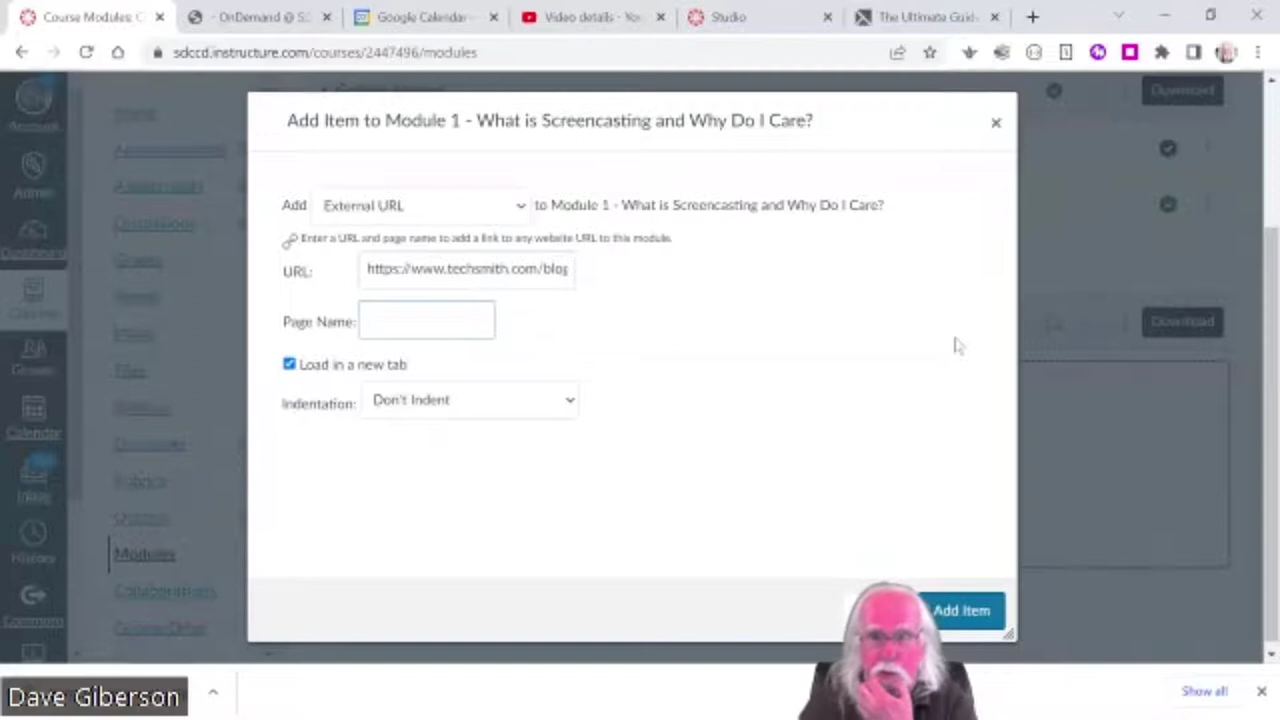 Course Modules: C
- OnDemand @ S
Google Calendar -
Video details - Yo
Studio
The Ultimate Guid
sdccd.instructure.com/courses/2447496/modules
Download
Add Item to Module 1 - What is Screencasting and Why Do I Care?
Admin
Add External URL to Module 1 - What is Screencasting and Why Do I Care?
Enter a URL and page name to add a link to any website URL to this module.
URL: https://www.techsmith.com/blog
Page Name:
Download
Load in a new tab
Indentation: Don't Indent
Calendar
Inbox
History
Modules
Collaborations
Add Item
Commons
Dave Giberson
Show all